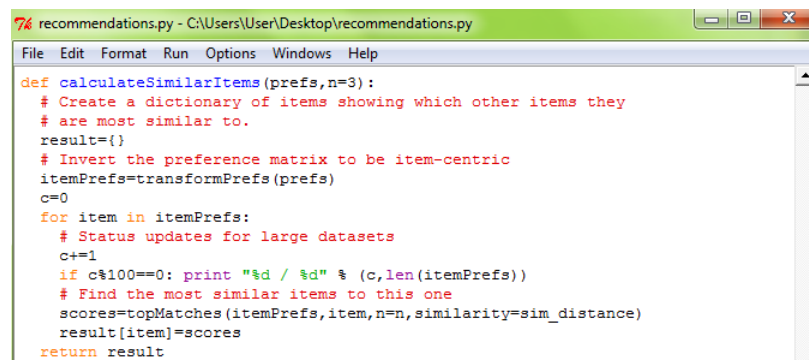 recommendations.py - C:\Users\User\Desktop\recommendations.py
File Edit Format Run Options Windows Help
def calculateSimilarItems(prefs,n=3):
  # Create a dictionary of items showing which other items they
  # are most similar to.
  result={}
  # Invert the preference matrix to be item-centric
  itemPrefs=transformPrefs(prefs)
  c=0
  for item in itemPrefs:
    # Status updates for large datasets
    c+=1
    if c%100==0: print "%d / %d" % (c,len(itemPrefs))
    # Find the most similar items to this one
    scores=topMatches(itemPrefs,item,n=n,similarity=sim_distance)
    result[item]=scores
  return result